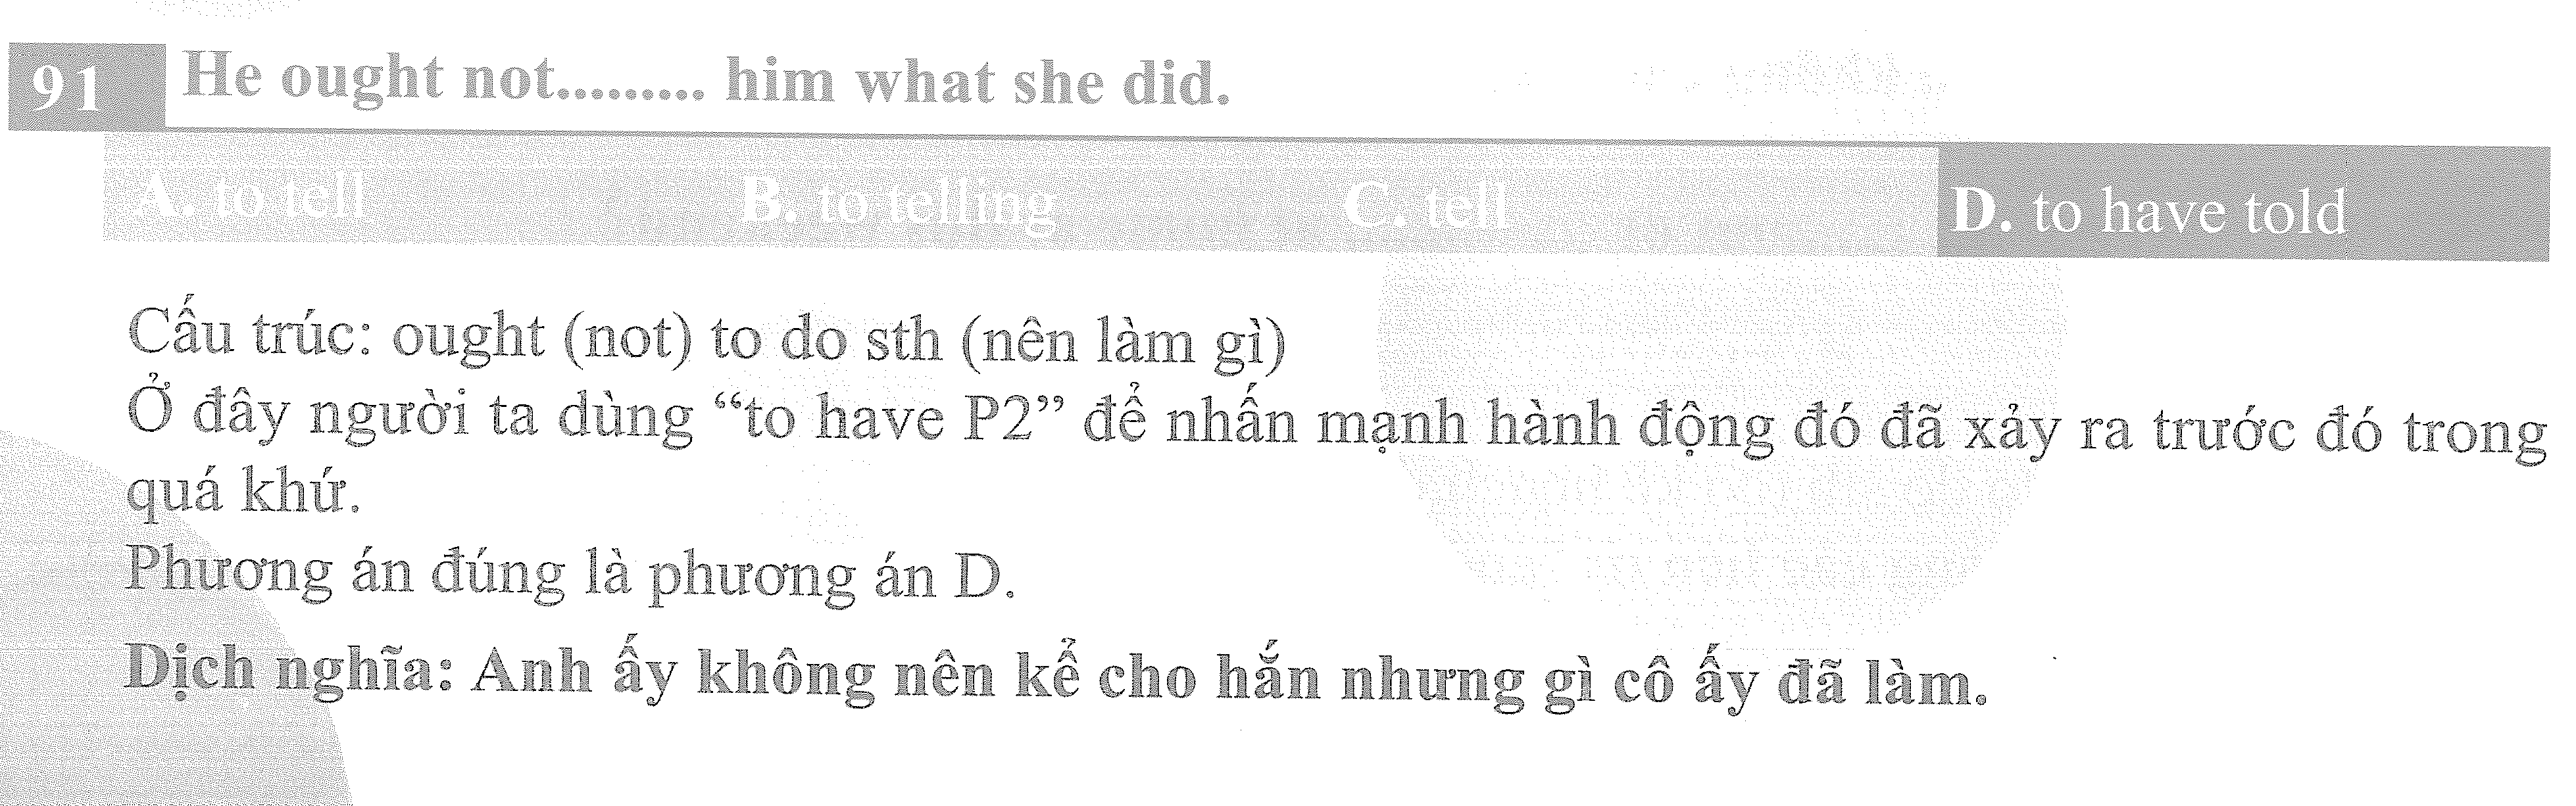 91 He ought not......... him what she did.
A. to tell B. to telling C. tell D. to have told
Cấu trúc: ought (not) to do sth (nên làm gì)
Ở đây người ta dùng “to have P2” để nhấn mạnh hành động đó đã xảy ra trước đó trong
quá khứ.
Phương án đúng là phương án D.
Dịch nghĩa: Anh ấy không nên kể cho hắn nhưng gì cô ấy đã làm.